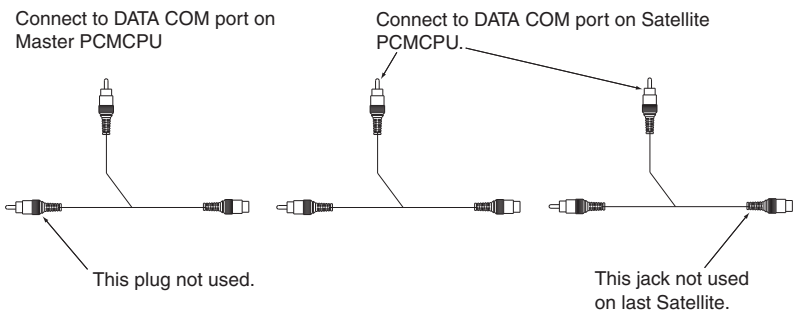 Connect to DATA COM port on
Master PCMCPU
Connect to DATA COM port on Satellite
PCMCPU.
This plug not used.
This jack not used
on last Satellite.